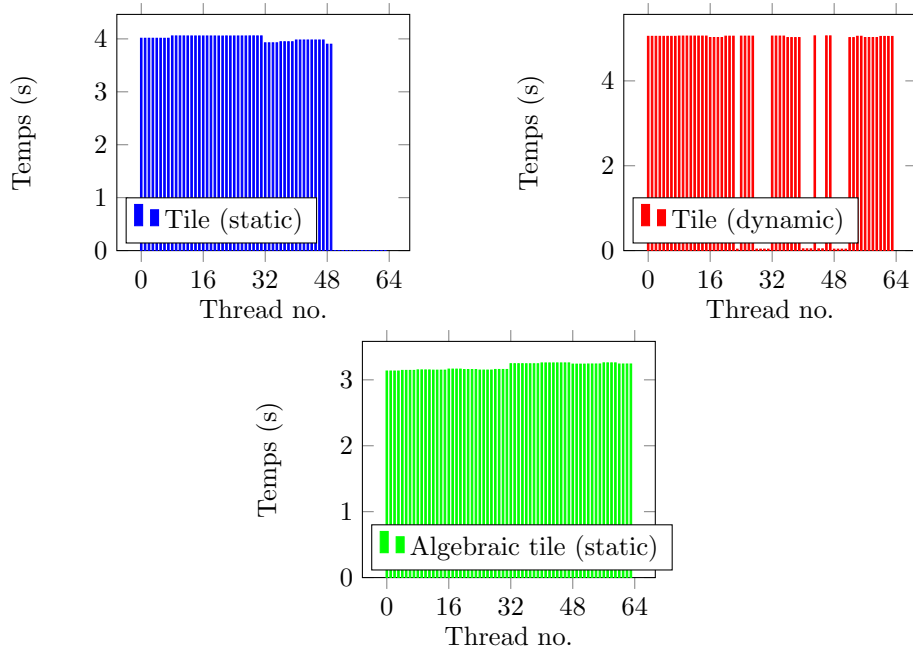 4
3
2
1
0
Temps (s)
Tile (static)
0 16 32 48 64
Thread no.
4
2
0
Temps (s)
Tile (dynamic)
0 16 32 48 64
Thread no.
3
2
1
0
Temps (s)
Algebraic tile (static)
0 16 32 48 64
Thread no.